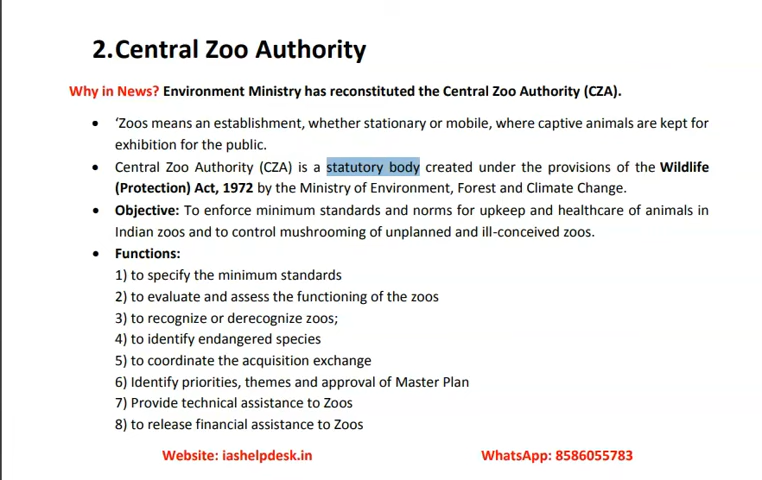 2.Central Zoo Authority
Why in News? Environment Ministry has reconstituted the Central Zoo Authority (CZA).
• ‘Zoos means an establishment, whether stationary or mobile, where captive animals are kept for
exhibition for the public.
• Central Zoo Authority (CZA) is a statutory body created under the provisions of the Wildlife
(Protection) Act, 1972 by the Ministry of Environment, Forest and Climate Change.
• Objective: To enforce minimum standards and norms for upkeep and healthcare of animals in
Indian zoos and to control mushrooming of unplanned and ill-conceived zoos.
• Functions:
1) to specify the minimum standards
2) to evaluate and assess the functioning of the zoos
3) to recognize or derecognize zoos;
4) to identify endangered species
5) to coordinate the acquisition exchange
6) Identify priorities, themes and approval of Master Plan
7) Provide technical assistance to Zoos
8) to release financial assistance to Zoos
Website: iashelpdesk.in WhatsApp: 8586055783